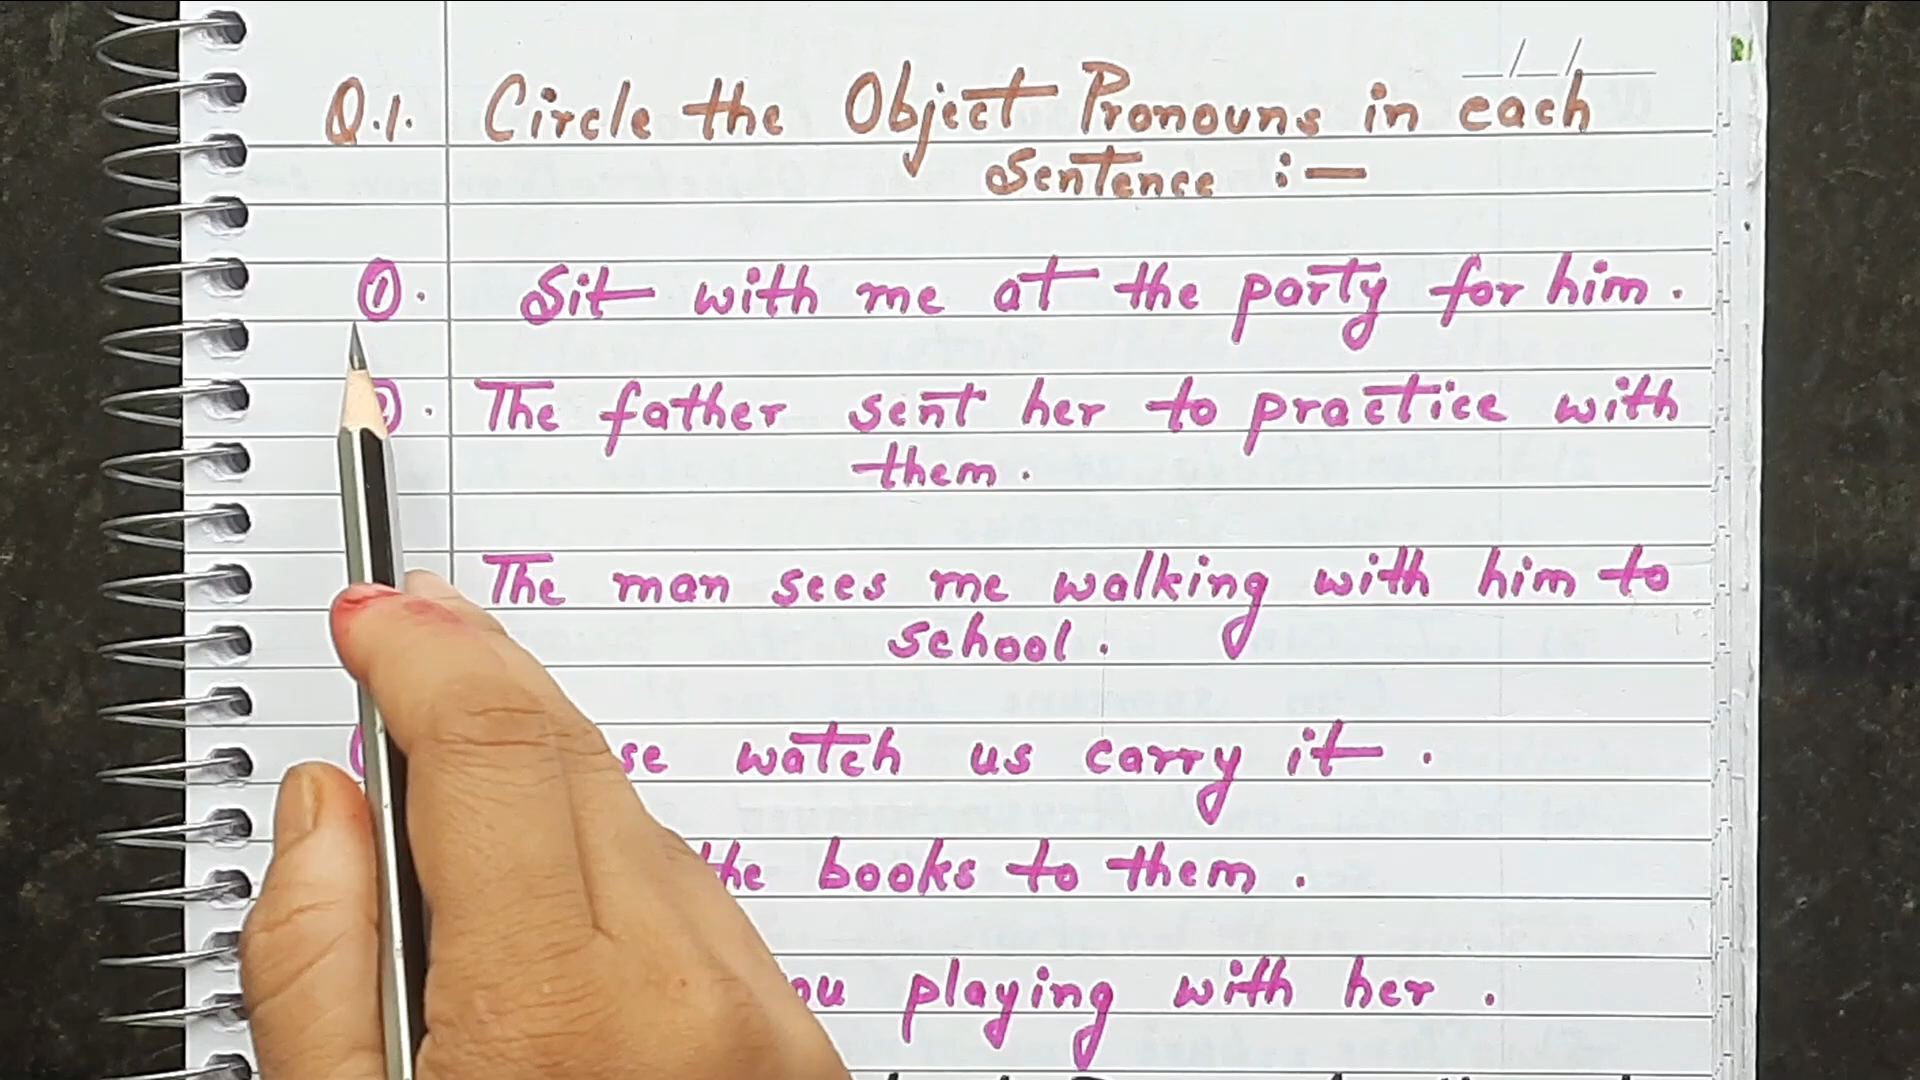 Q.1. Circle the Object Pronouns in each
Sentence :—
①. Sit with me at the party for him.
②. The father sent her to practice with
them.
The man sees me walking with him to
school.
se watch us carry it.
the books to them.
ou playing with her.